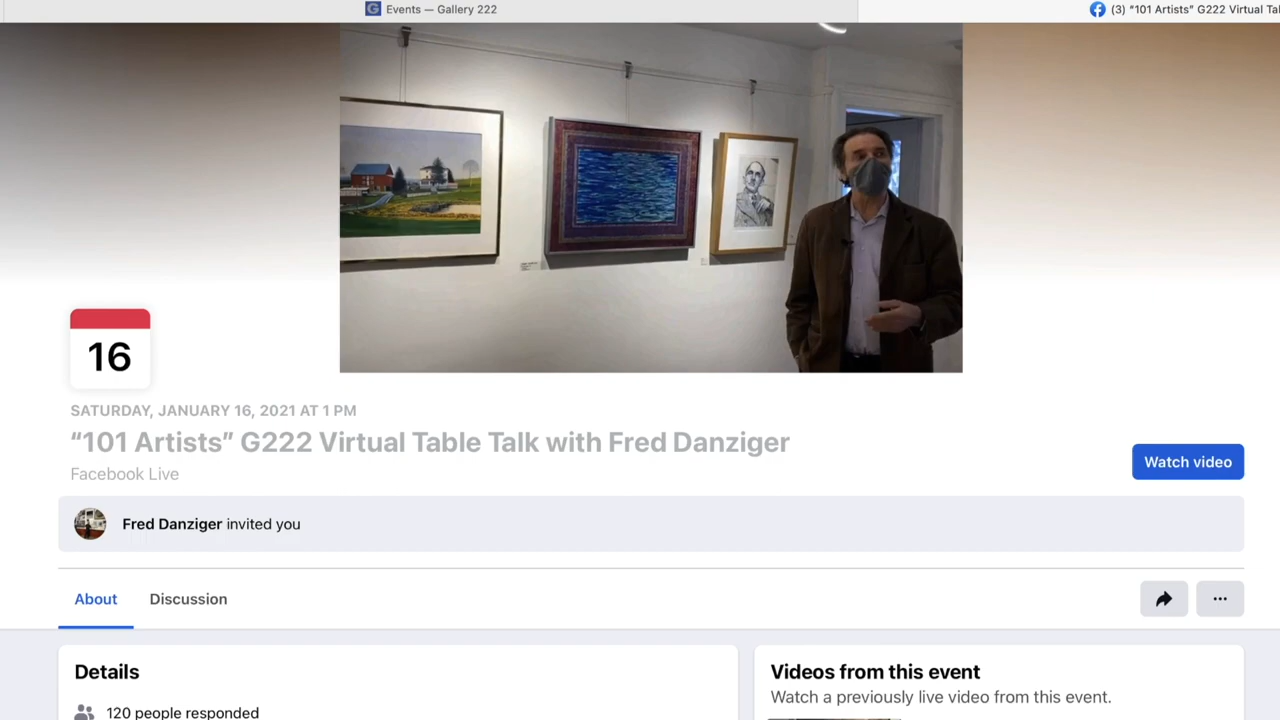 Events — Gallery 222
(3) “101 Artists” G222 Virtual Ta
16
SATURDAY, JANUARY 16, 2021 AT 1 PM
“101 Artists” G222 Virtual Table Talk with Fred Danziger
Facebook Live
Watch video
Fred Danziger invited you
About
Discussion
Details
Videos from this event
Watch a previously live video from this event.
120 people responded